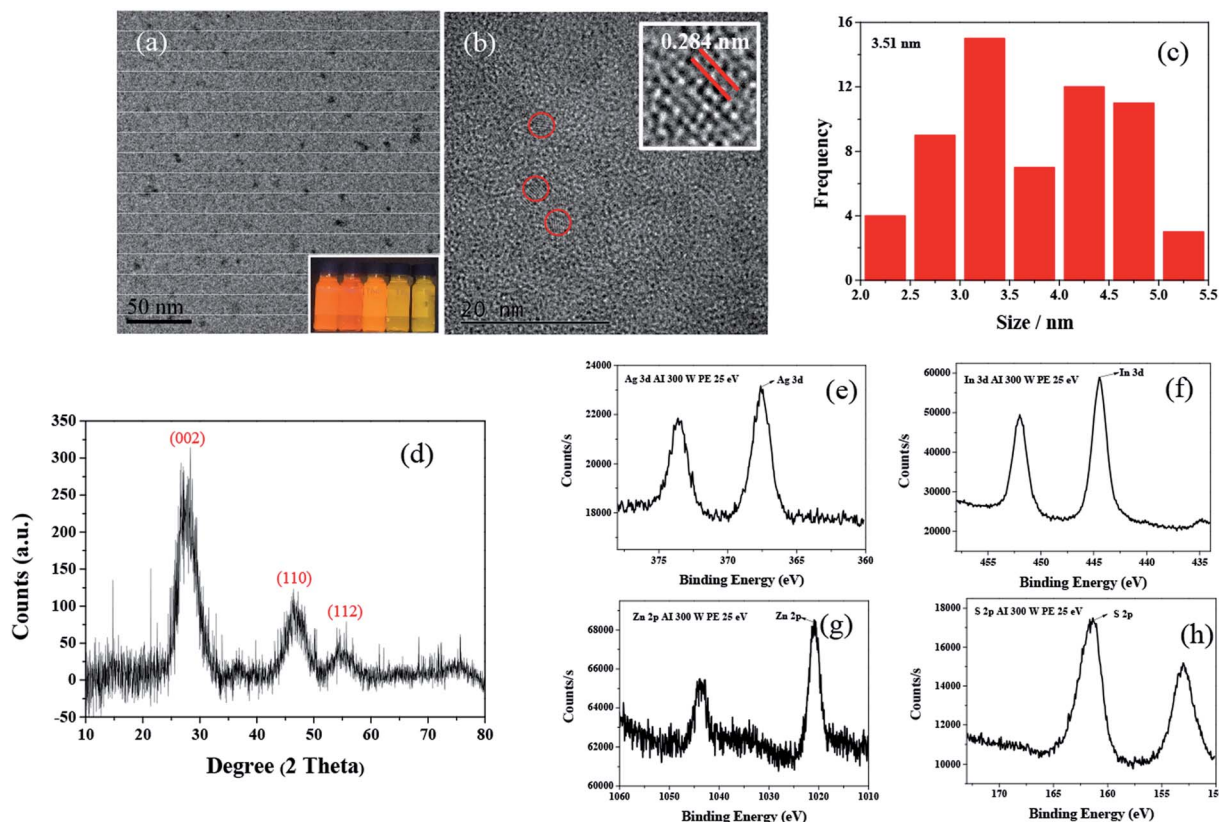 (a)
50 nm
(b)
0.284 nm
20 nm
(c)
3.51 nm
Frequency
16
12
8
4
0
2.0 2.5 3.0 3.5 4.0 4.5 5.0 5.5
Size / nm
(d)
Counts (a.u.)
350
300
250
200
150
100
50
0
-50
(002)
(110)
(112)
10 20 30 40 50 60 70 80
Degree (2 Theta)
(e)
Ag 3d AI 300 W PE 25 eV
Ag 3d
Counts/s
24000
22000
20000
18000
375 370 365 360
Binding Energy (eV)
(f)
In 3d AI 300 W PE 25 eV
In 3d
Counts/s
60000
50000
40000
30000
20000
455 450 445 440 435
Binding Energy (eV)
(g)
Zn 2p AI 300 W PE 25 eV
Zn 2p
Counts/s
68000
66000
64000
62000
60000
1060 1050 1040 1030 1020 1010
Binding Energy (eV)
(h)
S 2p AI 300 W PE 25 eV
S 2p
Counts/s
18000
16000
14000
12000
10000
170 165 160 155 15
Binding Energy (eV)